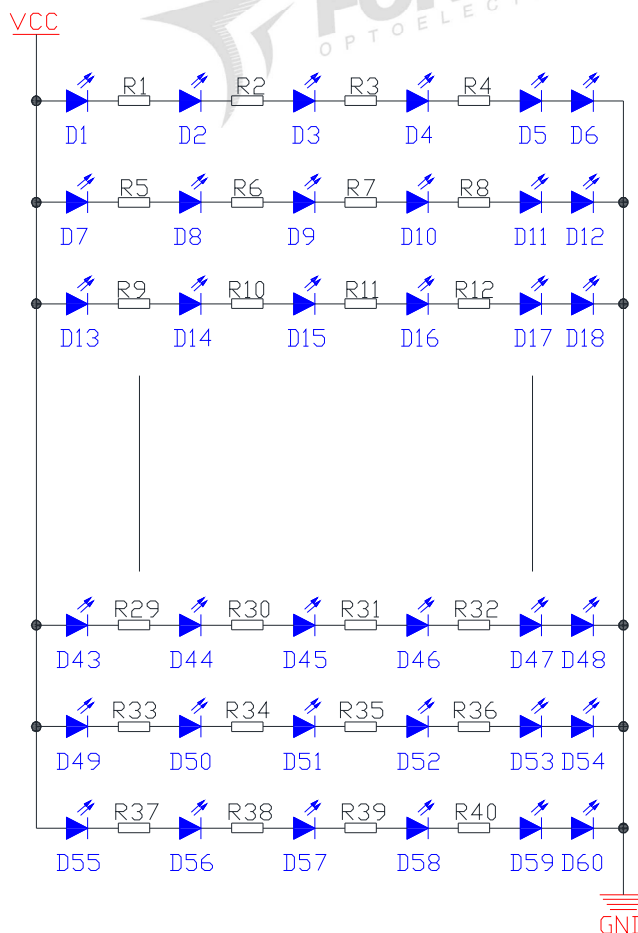 VCC
R1 R2 R3 R4
D1 D2 D3 D4 D5 D6
R5 R6 R7 R8
D7 D8 D9 D10 D11 D12
R9 R10 R11 R12
D13 D14 D15 D16 D17 D18
R29 R30 R31 R32
D43 D44 D45 D46 D47 D48
R33 R34 R35 R36
D49 D50 D51 D52 D53 D54
R37 R38 R39 R40
D55 D56 D57 D58 D59 D60